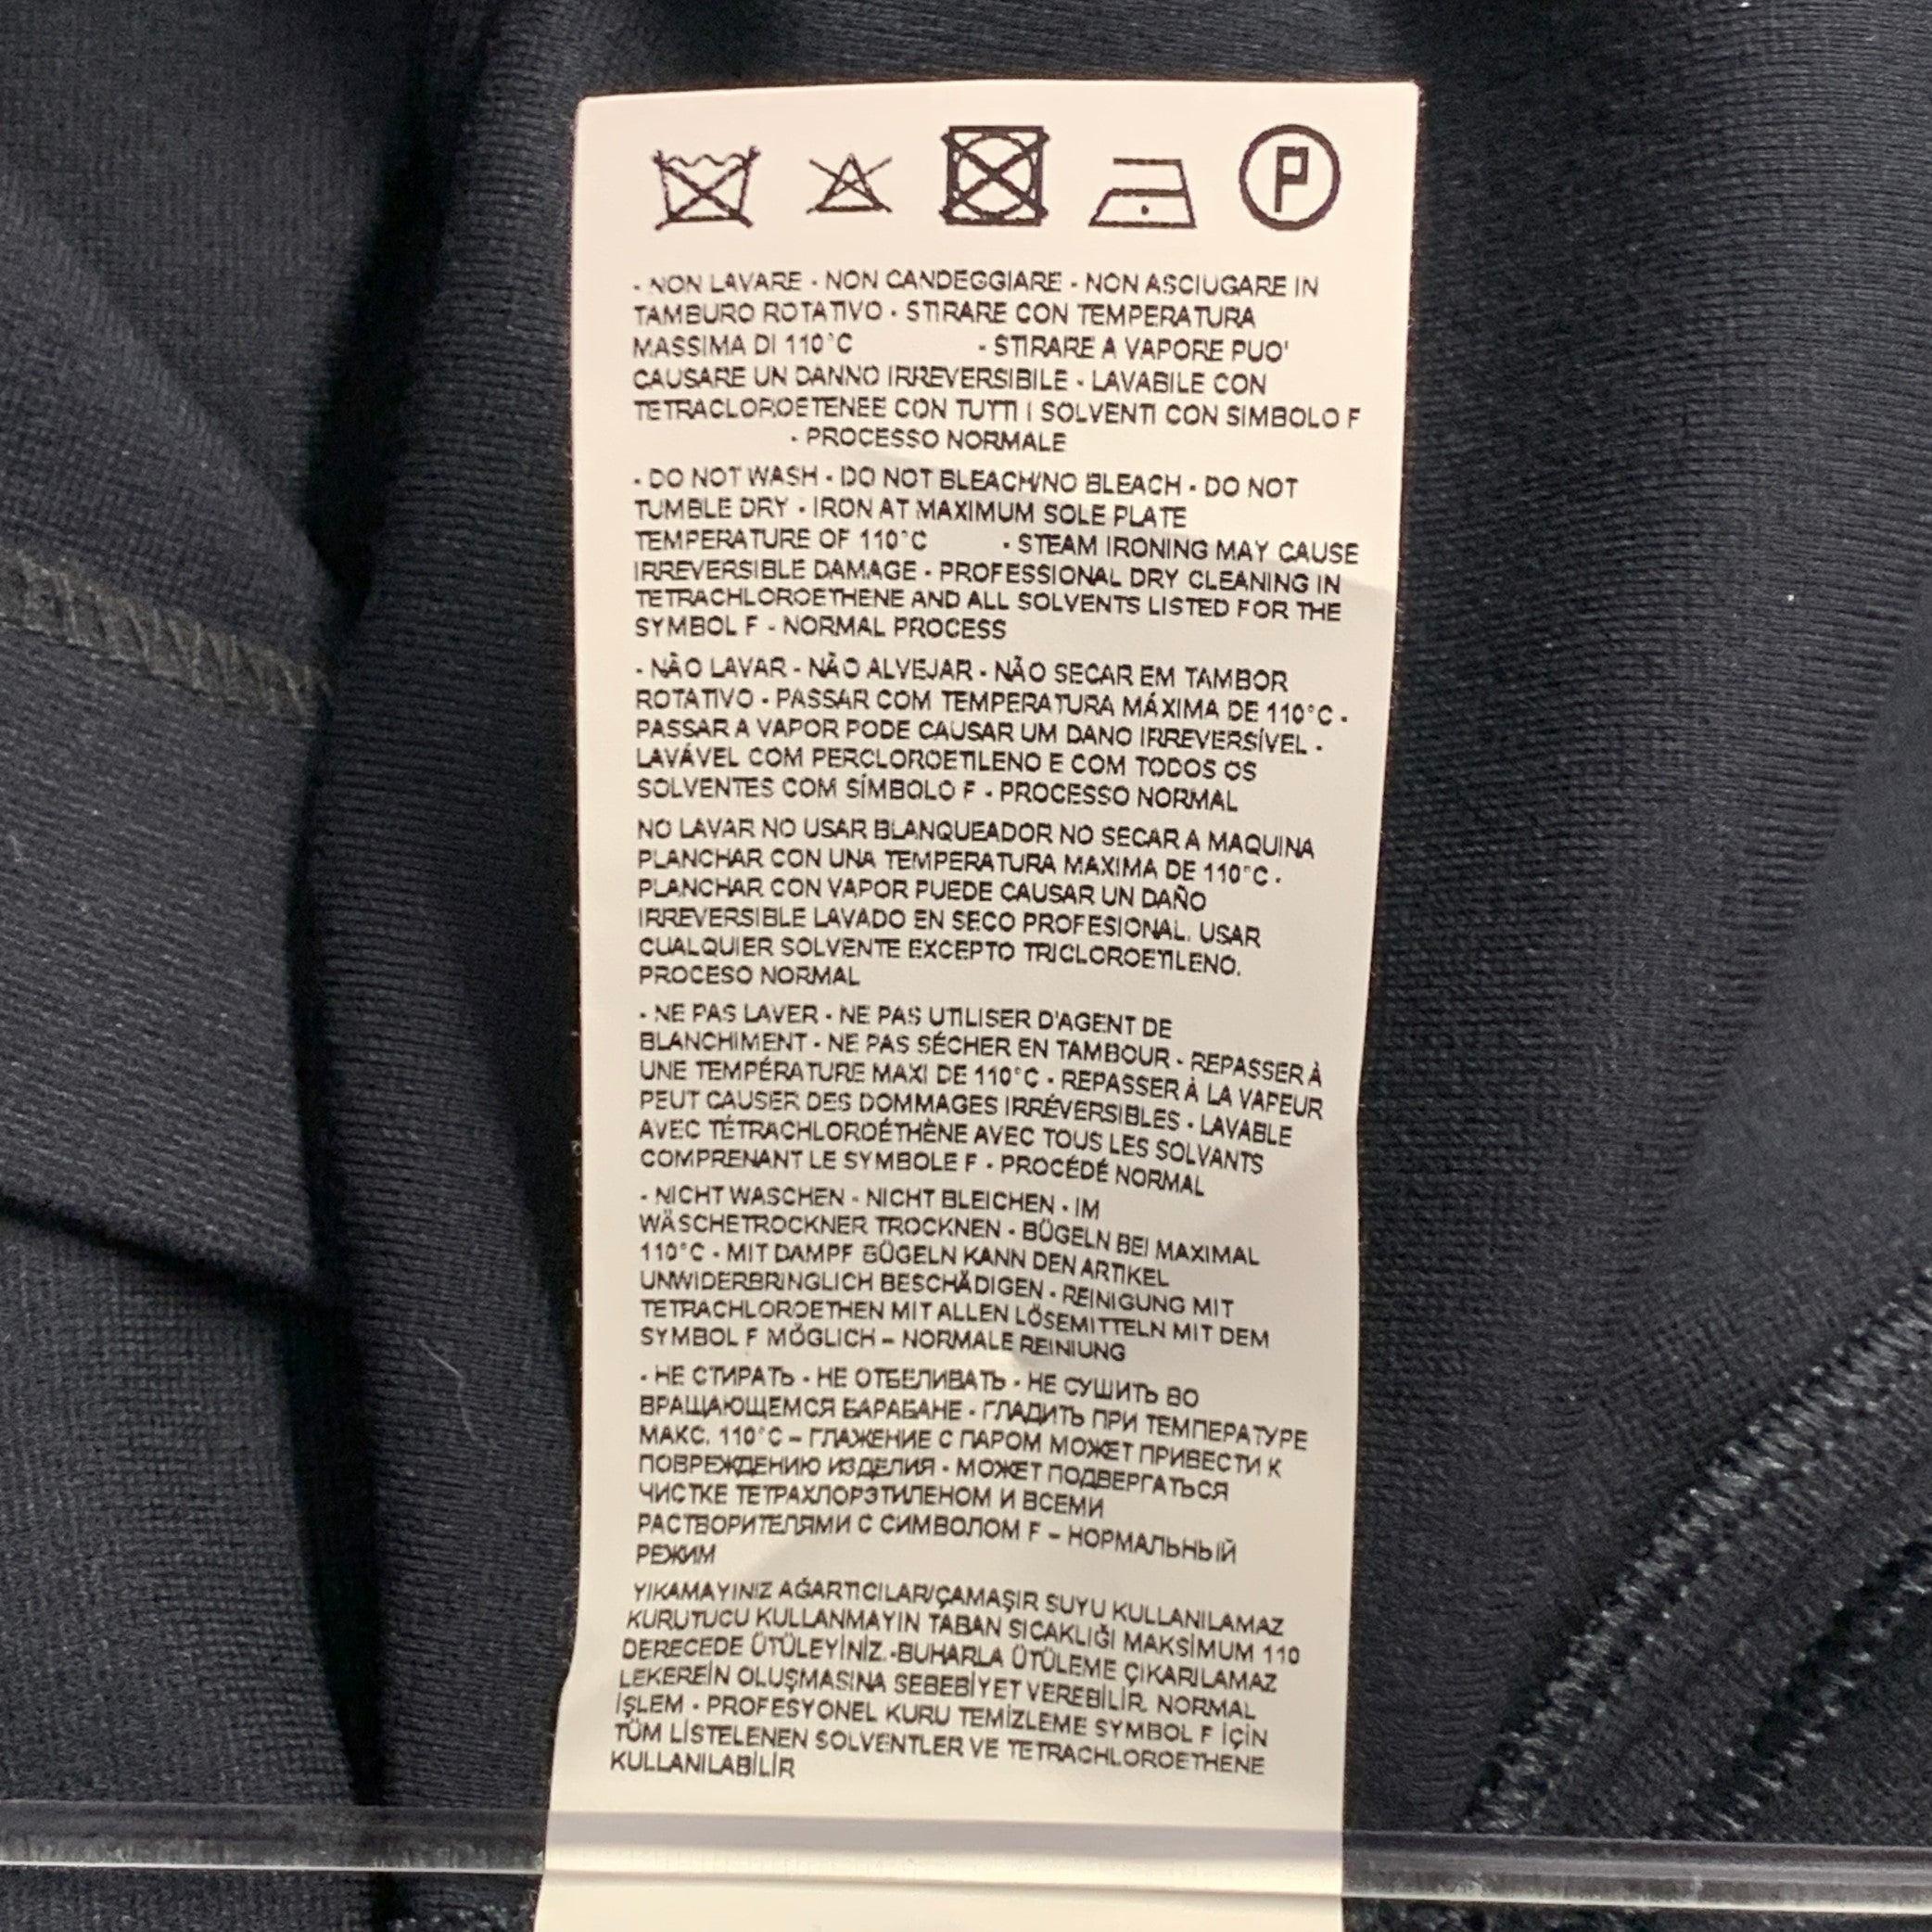 P
- NON LAVARE - NON CANDEGGIARE - NON ASCIUGARE IN
TAMBURO ROTATIVO - STIRARE CON TEMPERATURA
MASSIMA DI 110°C - STIRARE A VAPORE PUO'
CAUSARE UN DANNO IRREVERSIBILE - LAVABILE CON
TETRACLOROETENEE CON TUTTI I SOLVENTI CON SIMBOLO F
- PROCESSO NORMALE
- DO NOT WASH - DO NOT BLEACH/NO BLEACH - DO NOT
TUMBLE DRY - IRON AT MAXIMUM SOLE PLATE
TEMPERATURE OF 110°C - STEAM IRONING MAY CAUSE
IRREVERSIBLE DAMAGE - PROFESSIONAL DRY CLEANING IN
TETRACHLOROETHENE AND ALL SOLVENTS LISTED FOR THE
SYMBOL F - NORMAL PROCESS
- NÃO LAVAR - NÃO ALVEJAR - NÃO SECAR EM TAMBOR
ROTATIVO - PASSAR COM TEMPERATURA MÁXIMA DE 110°C -
PASSAR A VAPOR PODE CAUSAR UM DANO IRREVERSÍVEL -
LAVÁVEL COM PERCLOROETILENO E COM TODOS OS
SOLVENTES COM SÍMBOLO F - PROCESSO NORMAL
NO LAVAR NO USAR BLANQUEADOR NO SECAR A MAQUINA
PLANCHAR CON UNA TEMPERATURA MAXIMA DE 110°C -
PLANCHAR CON VAPOR PUEDE CAUSAR UN DAÑO
IRREVERSIBLE LAVADO EN SECO PROFESIONAL. USAR
CUALQUIER SOLVENTE EXCEPTO TRICLOROETILENO.
PROCESO NORMAL
- NE PAS LAVER - NE PAS UTILISER D'AGENT DE
BLANCHIMENT - NE PAS SÉCHER EN TAMBOUR - REPASSER À
UNE TEMPÉRATURE MAXI DE 110°C - REPASSER À LA VAPEUR
PEUT CAUSER DES DOMMAGES IRRÉVERSIBLES - LAVABLE
AVEC TÉTRACHLOROÉTHÈNE AVEC TOUS LES SOLVANTS
COMPRENANT LE SYMBOLE F - PROCÉDÉ NORMAL
- NICHT WASCHEN - NICHT BLEICHEN - IM
WÄSCHETROCKNER TROCKNEN - BÜGELN BEI MAXIMAL
110°C - MIT DAMPF BÜGELN KANN DEN ARTIKEL
UNWIDERBRINGLICH BESCHÄDIGEN - REINIGUNG MIT
TETRACHLOROETHEN MIT ALLEN LÖSEMITTELN MIT DEM
SYMBOL F MÖGLICH – NORMALE REINIUNG
- НЕ СТИРАТЬ - НЕ ОТБЕЛИВАТЬ - НЕ СУШИТЬ ВО
ВРАЩАЮЩЕМСЯ БАРАБАНЕ - ГЛАДИТЬ ПРИ ТЕМПЕРАТУРЕ
МАКС. 110°C – ГЛАЖЕНИЕ С ПАРОМ МОЖЕТ ПРИВЕСТИ К
ПОВРЕЖДЕНИЮ ИЗДЕЛИЯ - МОЖЕТ ПОДВЕРГАТЬСЯ
ЧИСТКЕ ТЕТРАХЛОРЭТИЛЕНОМ И ВСЕМИ
РАСТВОРИТЕЛЯМИ С СИМВОЛОМ F – НОРМАЛЬНЫЙ
РЕЖИМ
YIKAMAYINIZ AĞARTICILAR/ÇAMAŞIR SUYU KULLANILAMAZ
KURUTUCU KULLANMAYIN TABAN SICAKLIĞI MAKSİMUM 110
DERECEDE ÜTÜLEYİNİZ.-BUHARLA ÜTÜLEME ÇIKARILAMAZ
LEKEREİN OLUŞMASINA SEBEBİYET VEREBİLİR. NORMAL
İŞLEM - PROFESYONEL KURU TEMİZLEME SYMBOL F İÇİN
TÜM LİSTELENEN SOLVENTLER VE TETRACHLOROETHENE
KULLANILABİLİR